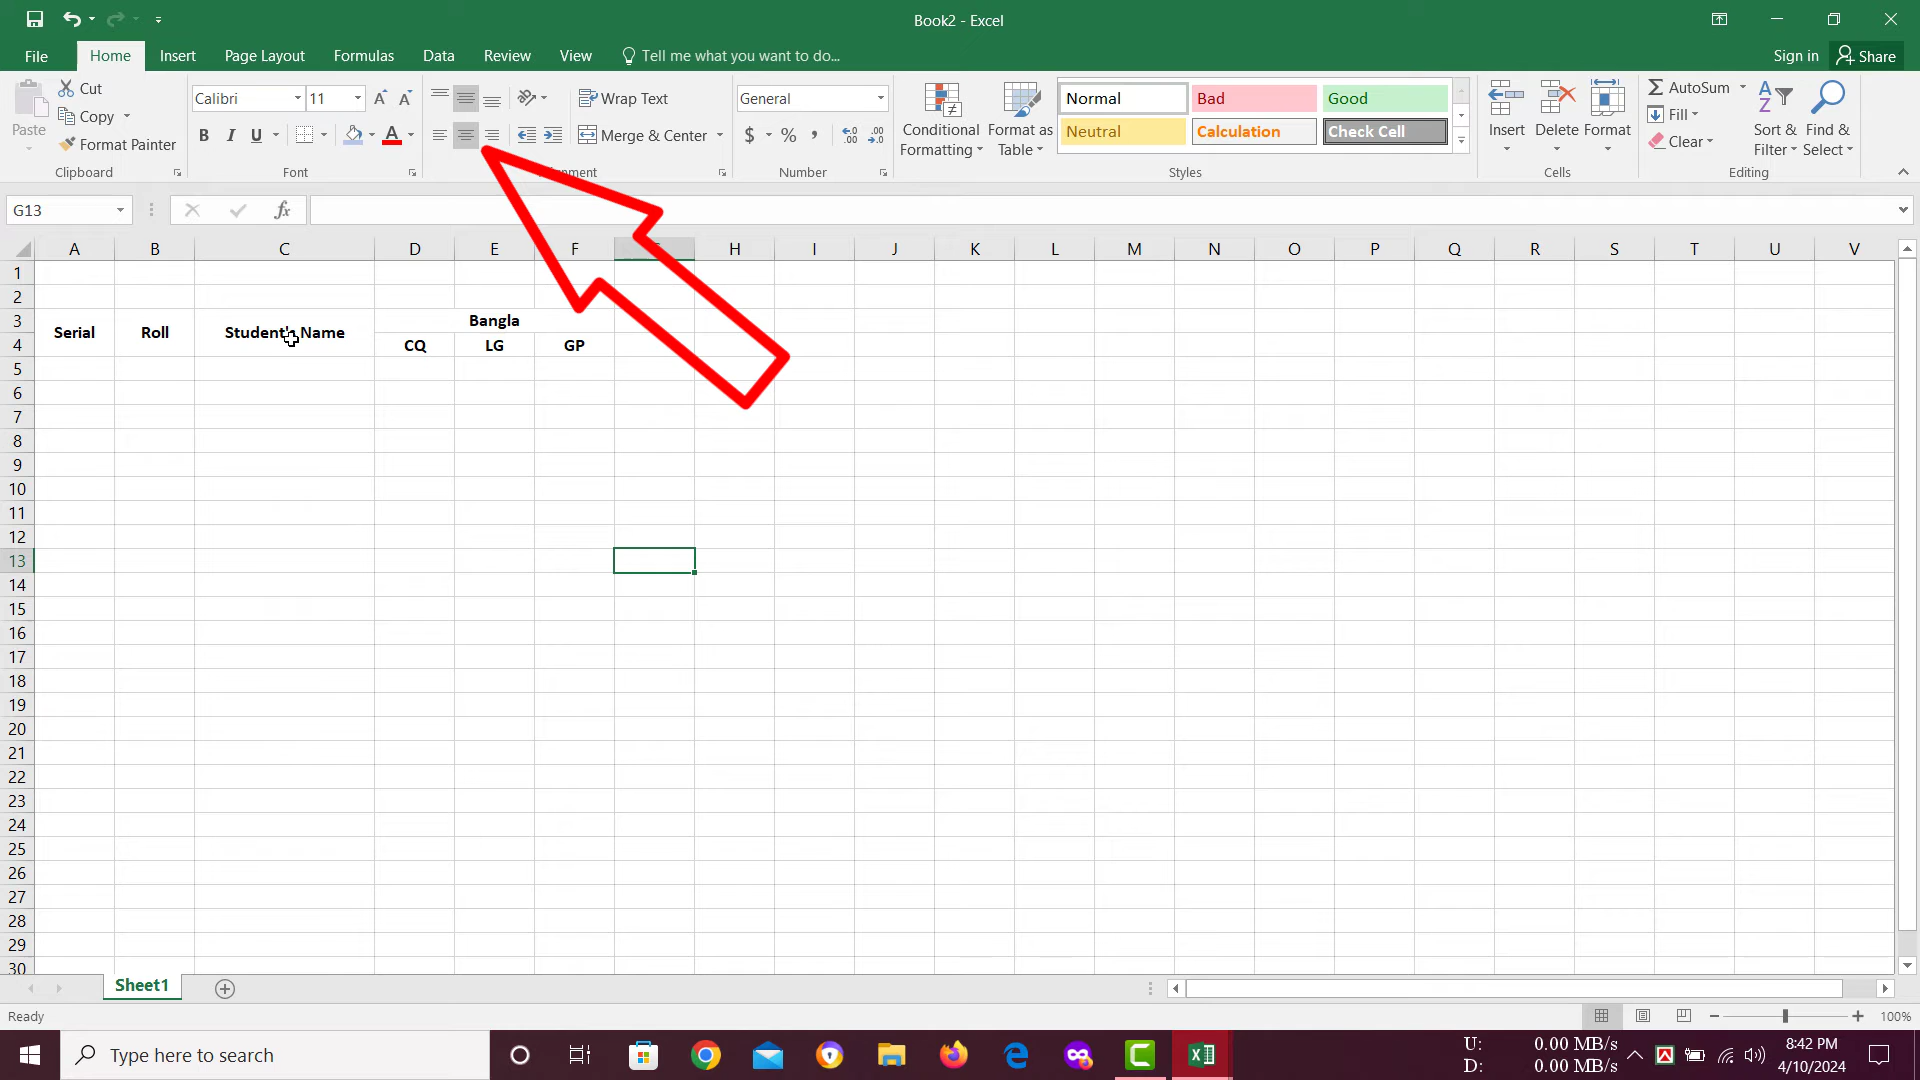 Book2 - Excel
File Home Insert Page Layout Formulas Data Review View Tell me what you want to do... Sign in Share
Paste Cut Copy Format Painter
Clipboard
Calibri 11
B I U A
Font
Wrap Text
Merge & Center
General
$ % ,
Number
Conditional Formatting
Format as Table
Normal Bad Good
Neutral Calculation Check Cell
Styles
Insert Delete Format
Cells
AutoSum
Fill
Clear
Sort & Filter
Find & Select
Editing
G13 fx
A B C D E F H I J K L M N O P Q R S T U V
1
2
3 Bangla
Serial Roll Student's Name
4 CQ LG GP
5
6
7
8
9
10
11
12
13
14
15
16
17
18
19
20
21
22
23
24
25
26
27
28
29
30
Sheet1
Ready 100%
Type here to search
U: 0.00 MB/s
D: 0.00 MB/s
8:42 PM
4/10/2024